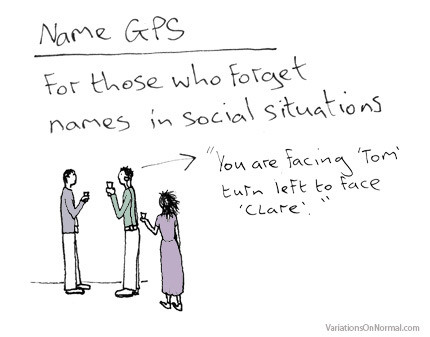 Name GPS
For those who forget
names in social situations
"You are facing 'Tom'
turn left to face
'Clare'."
VariationsOnNormal.com